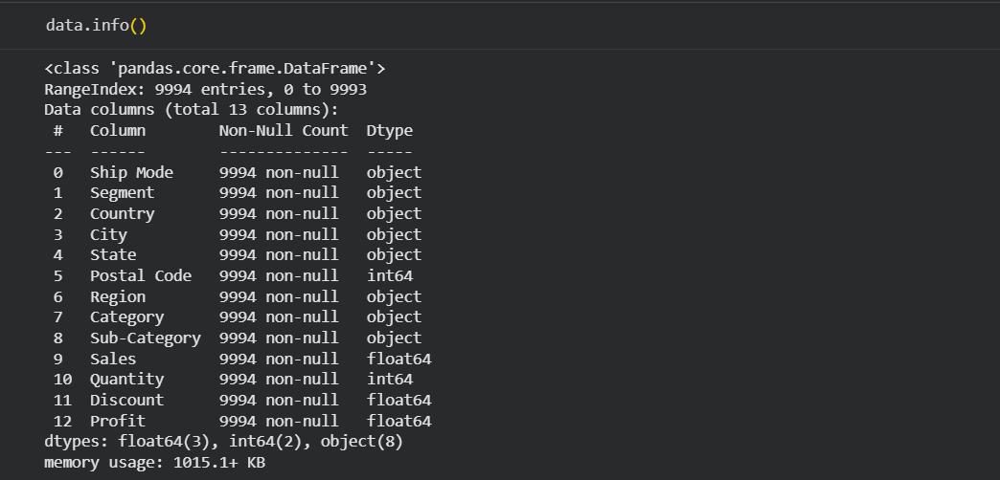 data.info()
<class 'pandas.core.frame.DataFrame'>
RangeIndex: 9994 entries, 0 to 9993
Data columns (total 13 columns):
 #   Column        Non-Null Count  Dtype
---  ------        --------------  -----
 0   Ship Mode     9994 non-null   object
 1   Segment       9994 non-null   object
 2   Country       9994 non-null   object
 3   City          9994 non-null   object
 4   State         9994 non-null   object
 5   Postal Code   9994 non-null   int64
 6   Region        9994 non-null   object
 7   Category      9994 non-null   object
 8   Sub-Category  9994 non-null   object
 9   Sales         9994 non-null   float64
 10  Quantity      9994 non-null   int64
 11  Discount      9994 non-null   float64
 12  Profit        9994 non-null   float64
dtypes: float64(3), int64(2), object(8)
memory usage: 1015.1+ KB